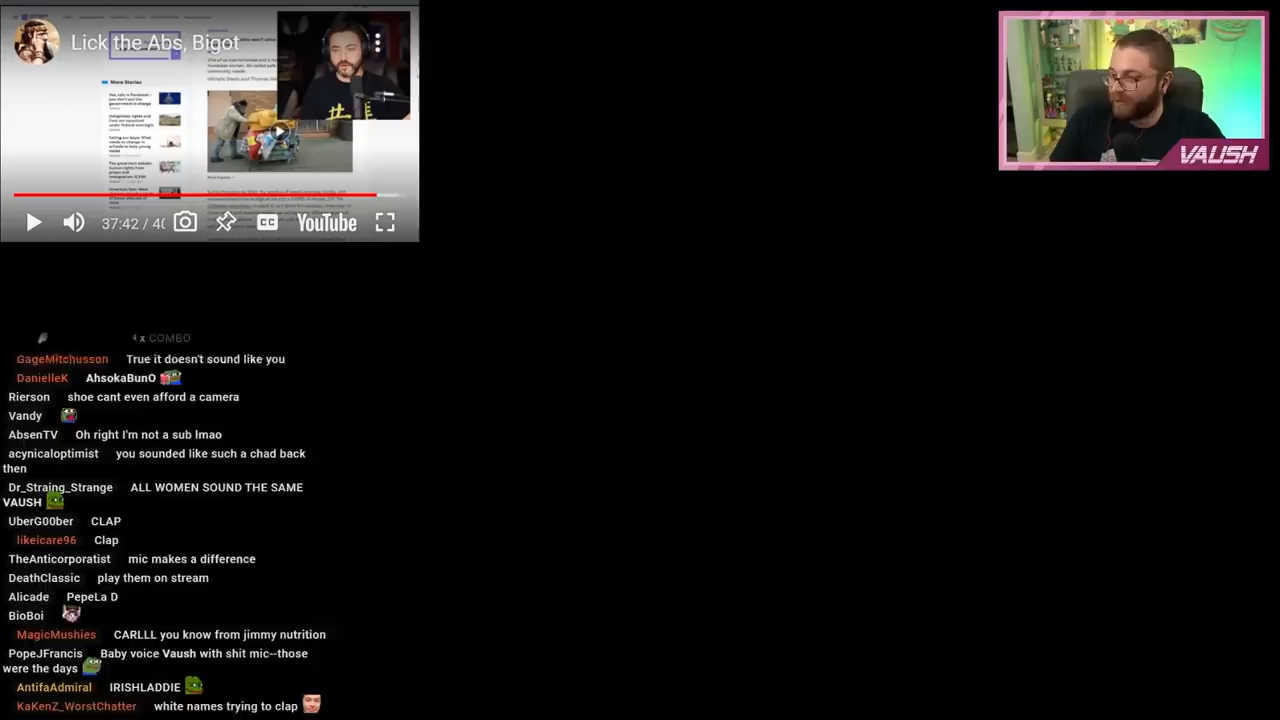 Lick the Abs, Bigot
More Stories
37:42 / 40
CC
YouTube
VAUSH
4 x COMBO
GageMitchusson True it doesn't sound like you
DanielleK AhsokaBunO
Rierson shoe cant even afford a camera
Vandy
AbsenTV Oh right I'm not a sub lmao
acynicaloptimist you sounded like such a chad back
then
Dr_Straing_Strange ALL WOMEN SOUND THE SAME
VAUSH
UberG00ber CLAP
likeicare96 Clap
TheAnticorporatist mic makes a difference
DeathClassic play them on stream
Alicade PepeLa D
BioBoi
MagicMushies CARLLL you know from jimmy nutrition
PopeJFrancis Baby voice Vaush with shit mic--those
were the days
AntifaAdmiral IRISHLADDIE
KaKenZ_WorstChatter white names trying to clap